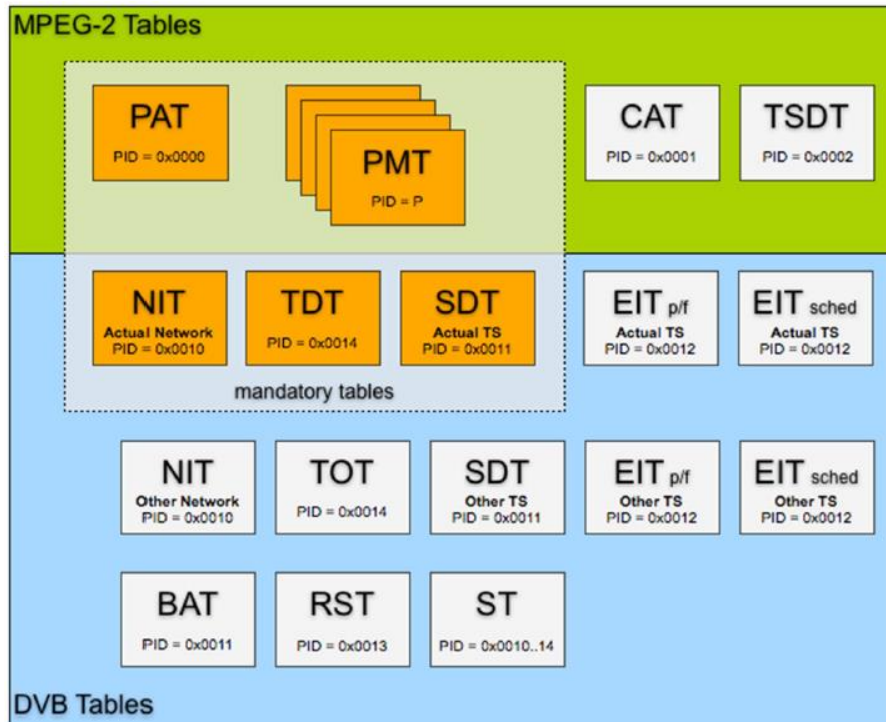 MPEG-2 Tables
PAT
PID = 0x0000
PMT
PID = P
CAT
PID = 0x0001
TSDT
PID = 0x0002
NIT
Actual Network
PID = 0x0010
TDT
PID = 0x0014
SDT
Actual TS
PID = 0x0011
EIT p/f
Actual TS
PID = 0x0012
EIT sched
Actual TS
PID = 0x0012
mandatory tables
NIT
Other Network
PID = 0x0010
TOT
PID = 0x0014
SDT
Other TS
PID = 0x0011
EIT p/f
Other TS
PID = 0x0012
EIT sched
Other TS
PID = 0x0012
BAT
PID = 0x0011
RST
PID = 0x0013
ST
PID = 0x0010..14
DVB Tables